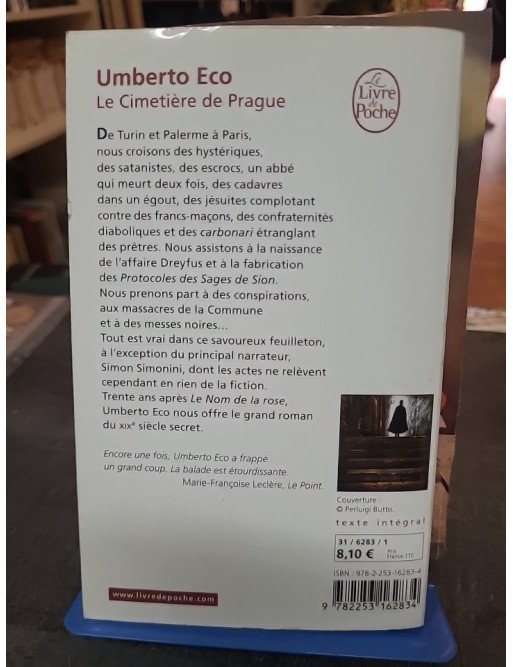 Umberto Eco
Le Cimetière de Prague
Le
Livre
de
Poche
De Turin et Palerme à Paris,
nous croisons des hystériques,
des satanistes, des escrocs, un abbé
qui meurt deux fois, des cadavres
dans un égout, des jésuites complotant
contre des francs-maçons, des confraternités
diaboliques et des carbonari étranglant
des prêtres. Nous assistons à la naissance
de l'affaire Dreyfus et à la fabrication
des Protocoles des Sages de Sion.
Nous prenons part à des conspirations,
aux massacres de la Commune
et à des messes noires...
Tout est vrai dans ce savoureux feuilleton,
à l'exception du principal narrateur,
Simon Simonini, dont les actes ne relèvent
cependant en rien de la fiction.
Trente ans après Le Nom de la rose,
Umberto Eco nous offre le grand roman
du XIXe siècle secret.
Encore une fois, Umberto Eco a frappé
un grand coup. La balade est étourdissante.
Marie-Françoise Leclère, Le Point.
Couverture :
© Perluigi Butto.
texte intégral
31 / 6283 / 1
8,10 € Prix France TTC
ISBN : 978-2-253-16283-4
www.livredepoche.com
9 782253 162834